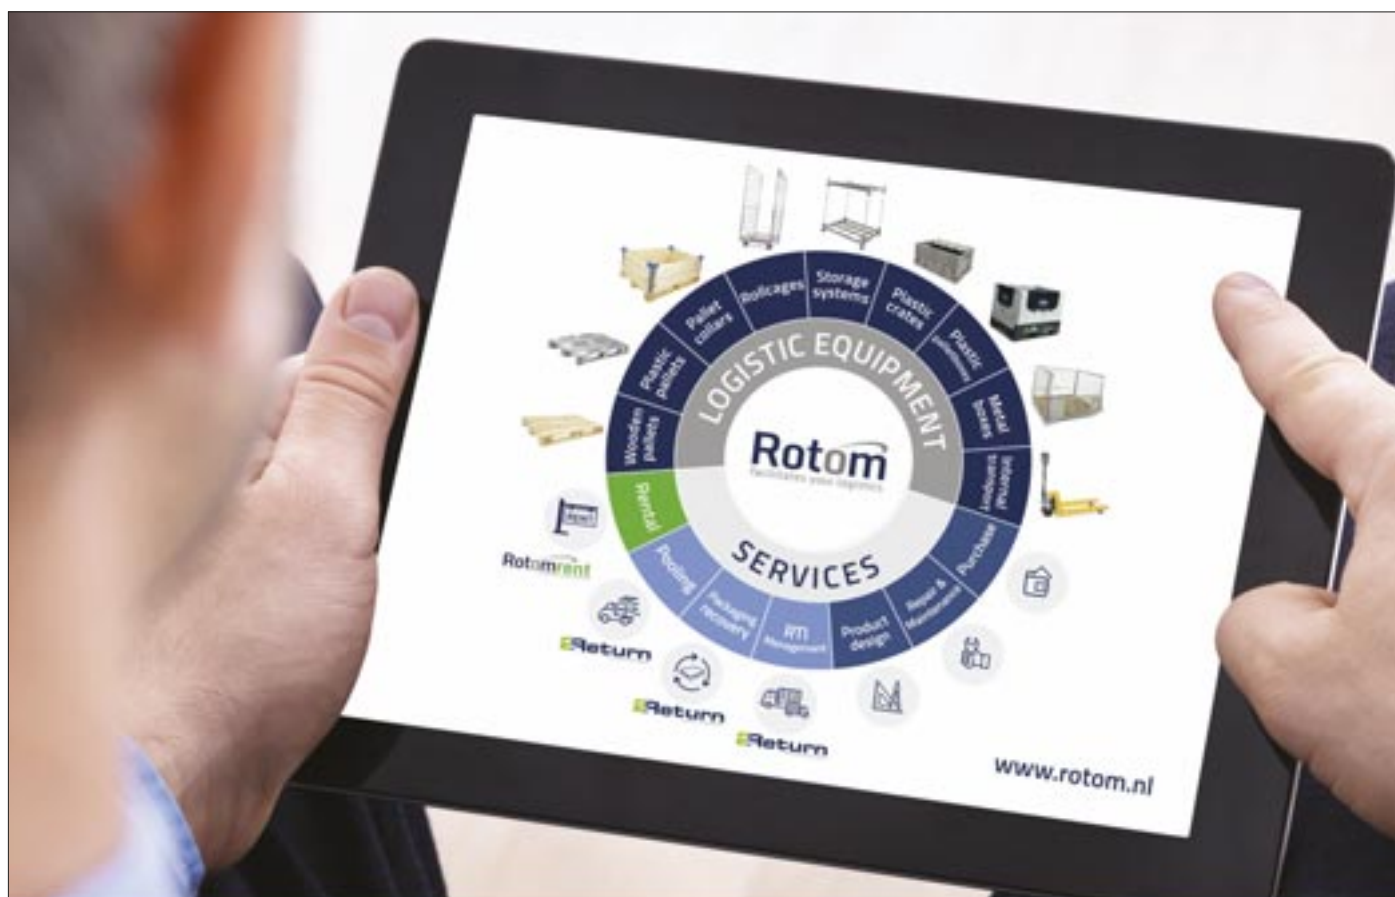 Wooden
pallets
Plastic
pallets
Pallet
collars
Rollcages
Storage
systems
Plastic
crates
Plastic
Metal
boxes
Internal
transport
LOGISTIC EQUIPMENT
Rotom
Facilitates your logistics
SERVICES
Rental
Pooling
Packaging
recovery
RTI
Management
Product
design
Repair &
Maintenance
Purchase
RENT
Rotomrent
Return
Return
Return
www.rotom.nl